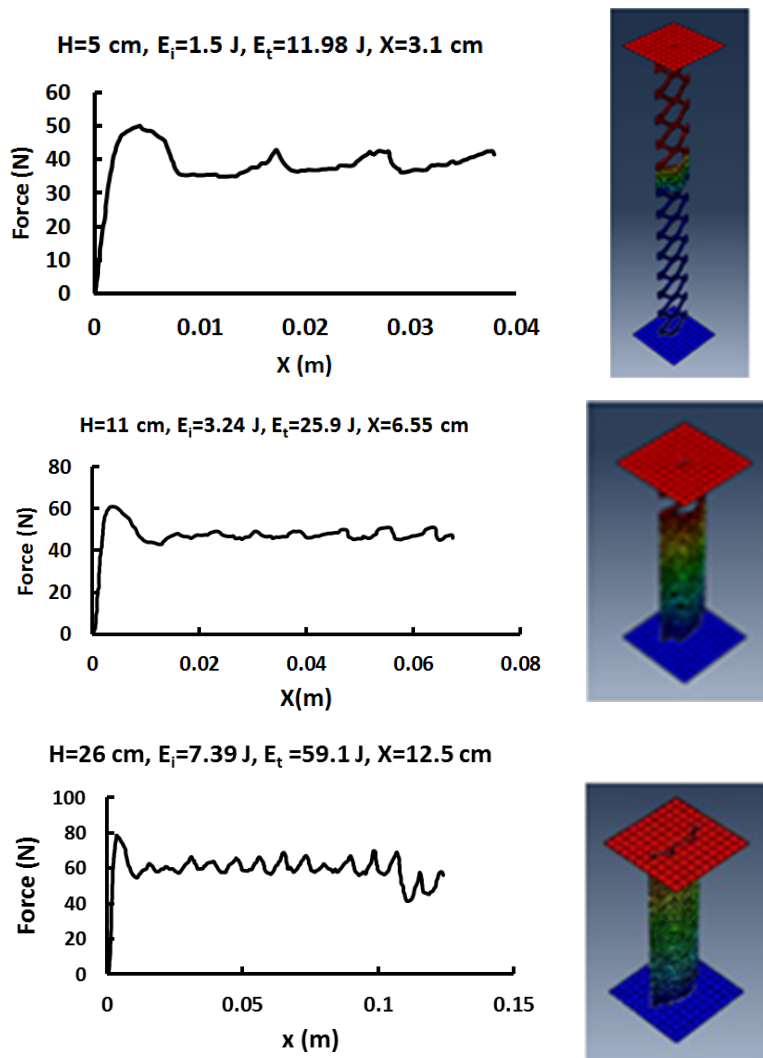 H=5 cm, Eᵢ=1.5 J, Eₜ=11.98 J, X=3.1 cm
60
50
40
30
20
10
0
Force (N)
0 0.01 0.02 0.03 0.04
X (m)
H=11 cm, Eᵢ=3.24 J, Eₜ=25.9 J, X=6.55 cm
80
60
40
20
0
Force (N)
0 0.02 0.04 0.06 0.08
X(m)
H=26 cm, Eᵢ=7.39 J, Eₜ =59.1 J, X=12.5 cm
100
80
60
40
20
0
Force (N)
0 0.05 0.1 0.15
x (m)